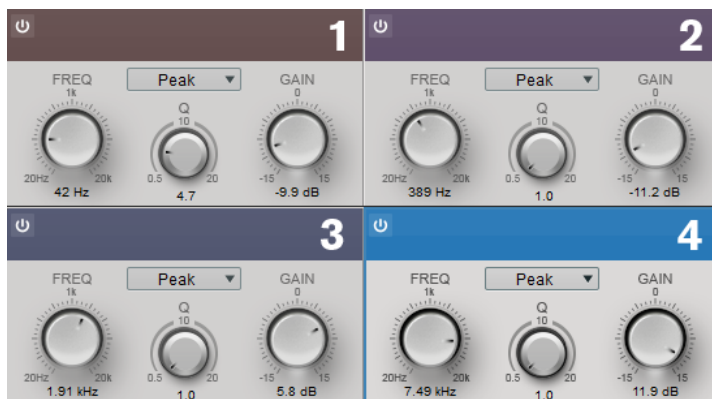 1
FREQ Peak GAIN
1k Q 0
10
20Hz 20k 0.5 20 -15 15
42 Hz 4.7 -9.9 dB
2
FREQ Peak GAIN
1k Q 0
10
20Hz 20k 0.5 20 -15 15
389 Hz 1.0 -11.2 dB
3
FREQ Peak GAIN
1k Q 0
10
20Hz 20k 0.5 20 -15 15
1.91 kHz 1.0 5.8 dB
4
FREQ Peak GAIN
1k Q 0
10
20Hz 20k 0.5 20 -15 15
7.49 kHz 1.0 11.9 dB